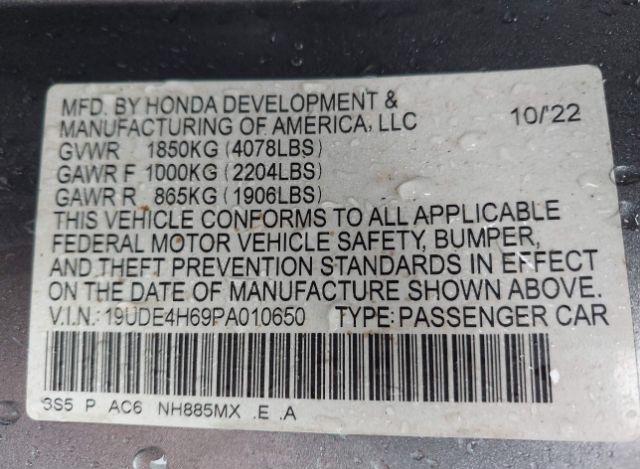 MFD. BY HONDA DEVELOPMENT &
MANUFACTURING OF AMERICA, LLC 10/'22
GVWR 1850KG (4078LBS)
GAWR F 1000KG (2204LBS)
GAWR R 865KG (1906LBS)
THIS VEHICLE CONFORMS TO ALL APPLICABLE
FEDERAL MOTOR VEHICLE SAFETY, BUMPER,
AND THEFT PREVENTION STANDARDS IN EFFECT
ON THE DATE OF MANUFACTURE SHOWN ABOVE.
V.I.N.: 19UDE4H69PA010650 TYPE: PASSENGER CAR
3S5 P AC6 NH885MX .E .A